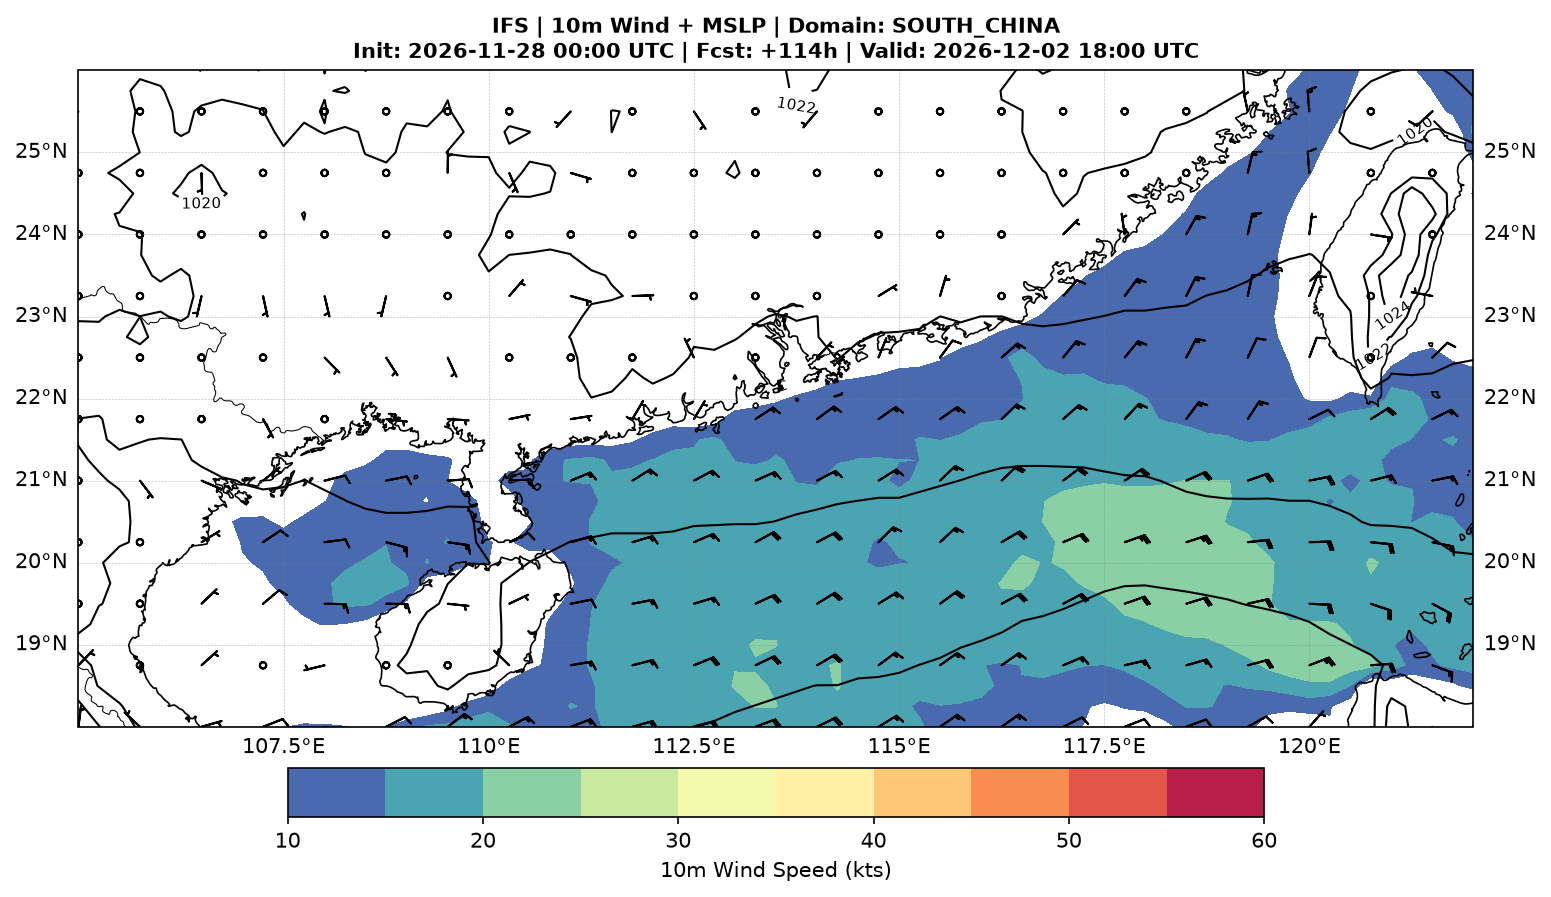 IFS | 10m Wind + MSLP | Domain: SOUTH_CHINA
Init: 2026-11-28 00:00 UTC | Fcst: +114h | Valid: 2026-12-02 18:00 UTC
1022
1020
25°N
25°N
1020
24°N
24°N
23°N
1024
23°N
1022
22°N
22°N
21°N
21°N
20°N
20°N
19°N
19°N
107.5°E
110°E
112.5°E
115°E
117.5°E
120°E
10
20
30
40
50
60
10m Wind Speed (kts)